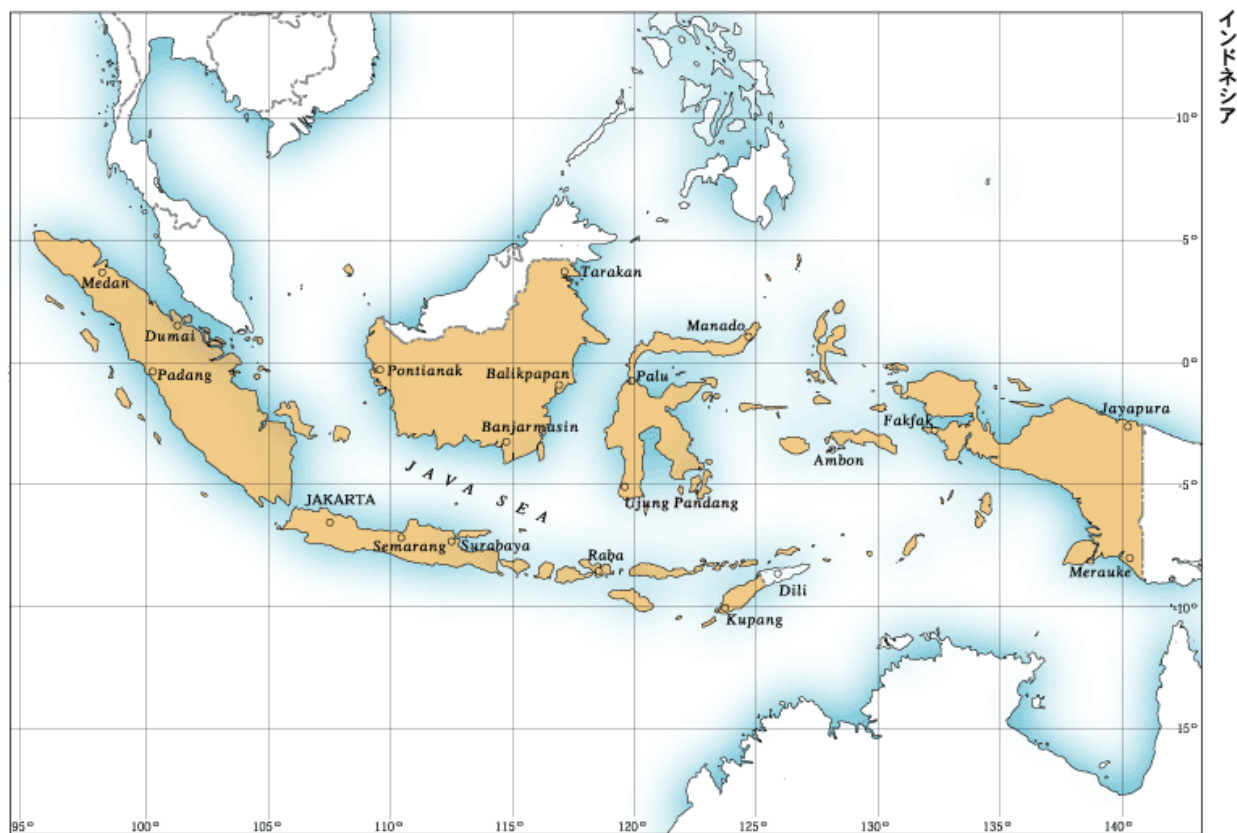 インドネシア
10°
5°
Tarakan
Medan
Manado
Dumai
0°
Padang
Pontianak
Balikpapan
Palu
Jayapura
Fakfak
Banjarmasin
Ambon
JAVA SEA
-5°
JAKARTA
Ujung Pandang
Semarang
Surabaya
Raba
Merauke
Dili
-10°
Kupang
15°
95°
100°
105°
110°
115°
120°
125°
130°
135°
140°